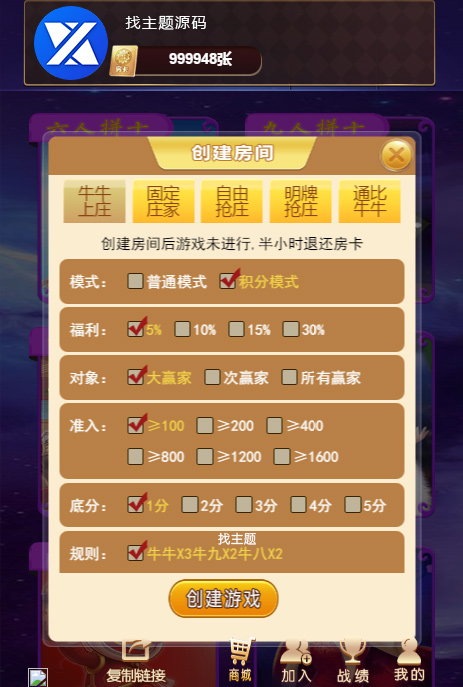 找主题源码
房卡
999948张
六人拼十
九人拼十
创建房间
牛牛上庄
固定庄家
自由抢庄
明牌抢庄
通比牛牛
创建房间后游戏未进行,半小时退还房卡
模式： 普通模式 积分模式
福利： 5% 10% 15% 30%
对象： 大赢家 次赢家 所有赢家
准入： ≥100 ≥200 ≥400
≥800 ≥1200 ≥1600
底分： 1分 2分 3分 4分 5分
找主题
规则： 牛牛X3牛九X2牛八X2
创建游戏
复制链接 商城 加入 战绩 我的